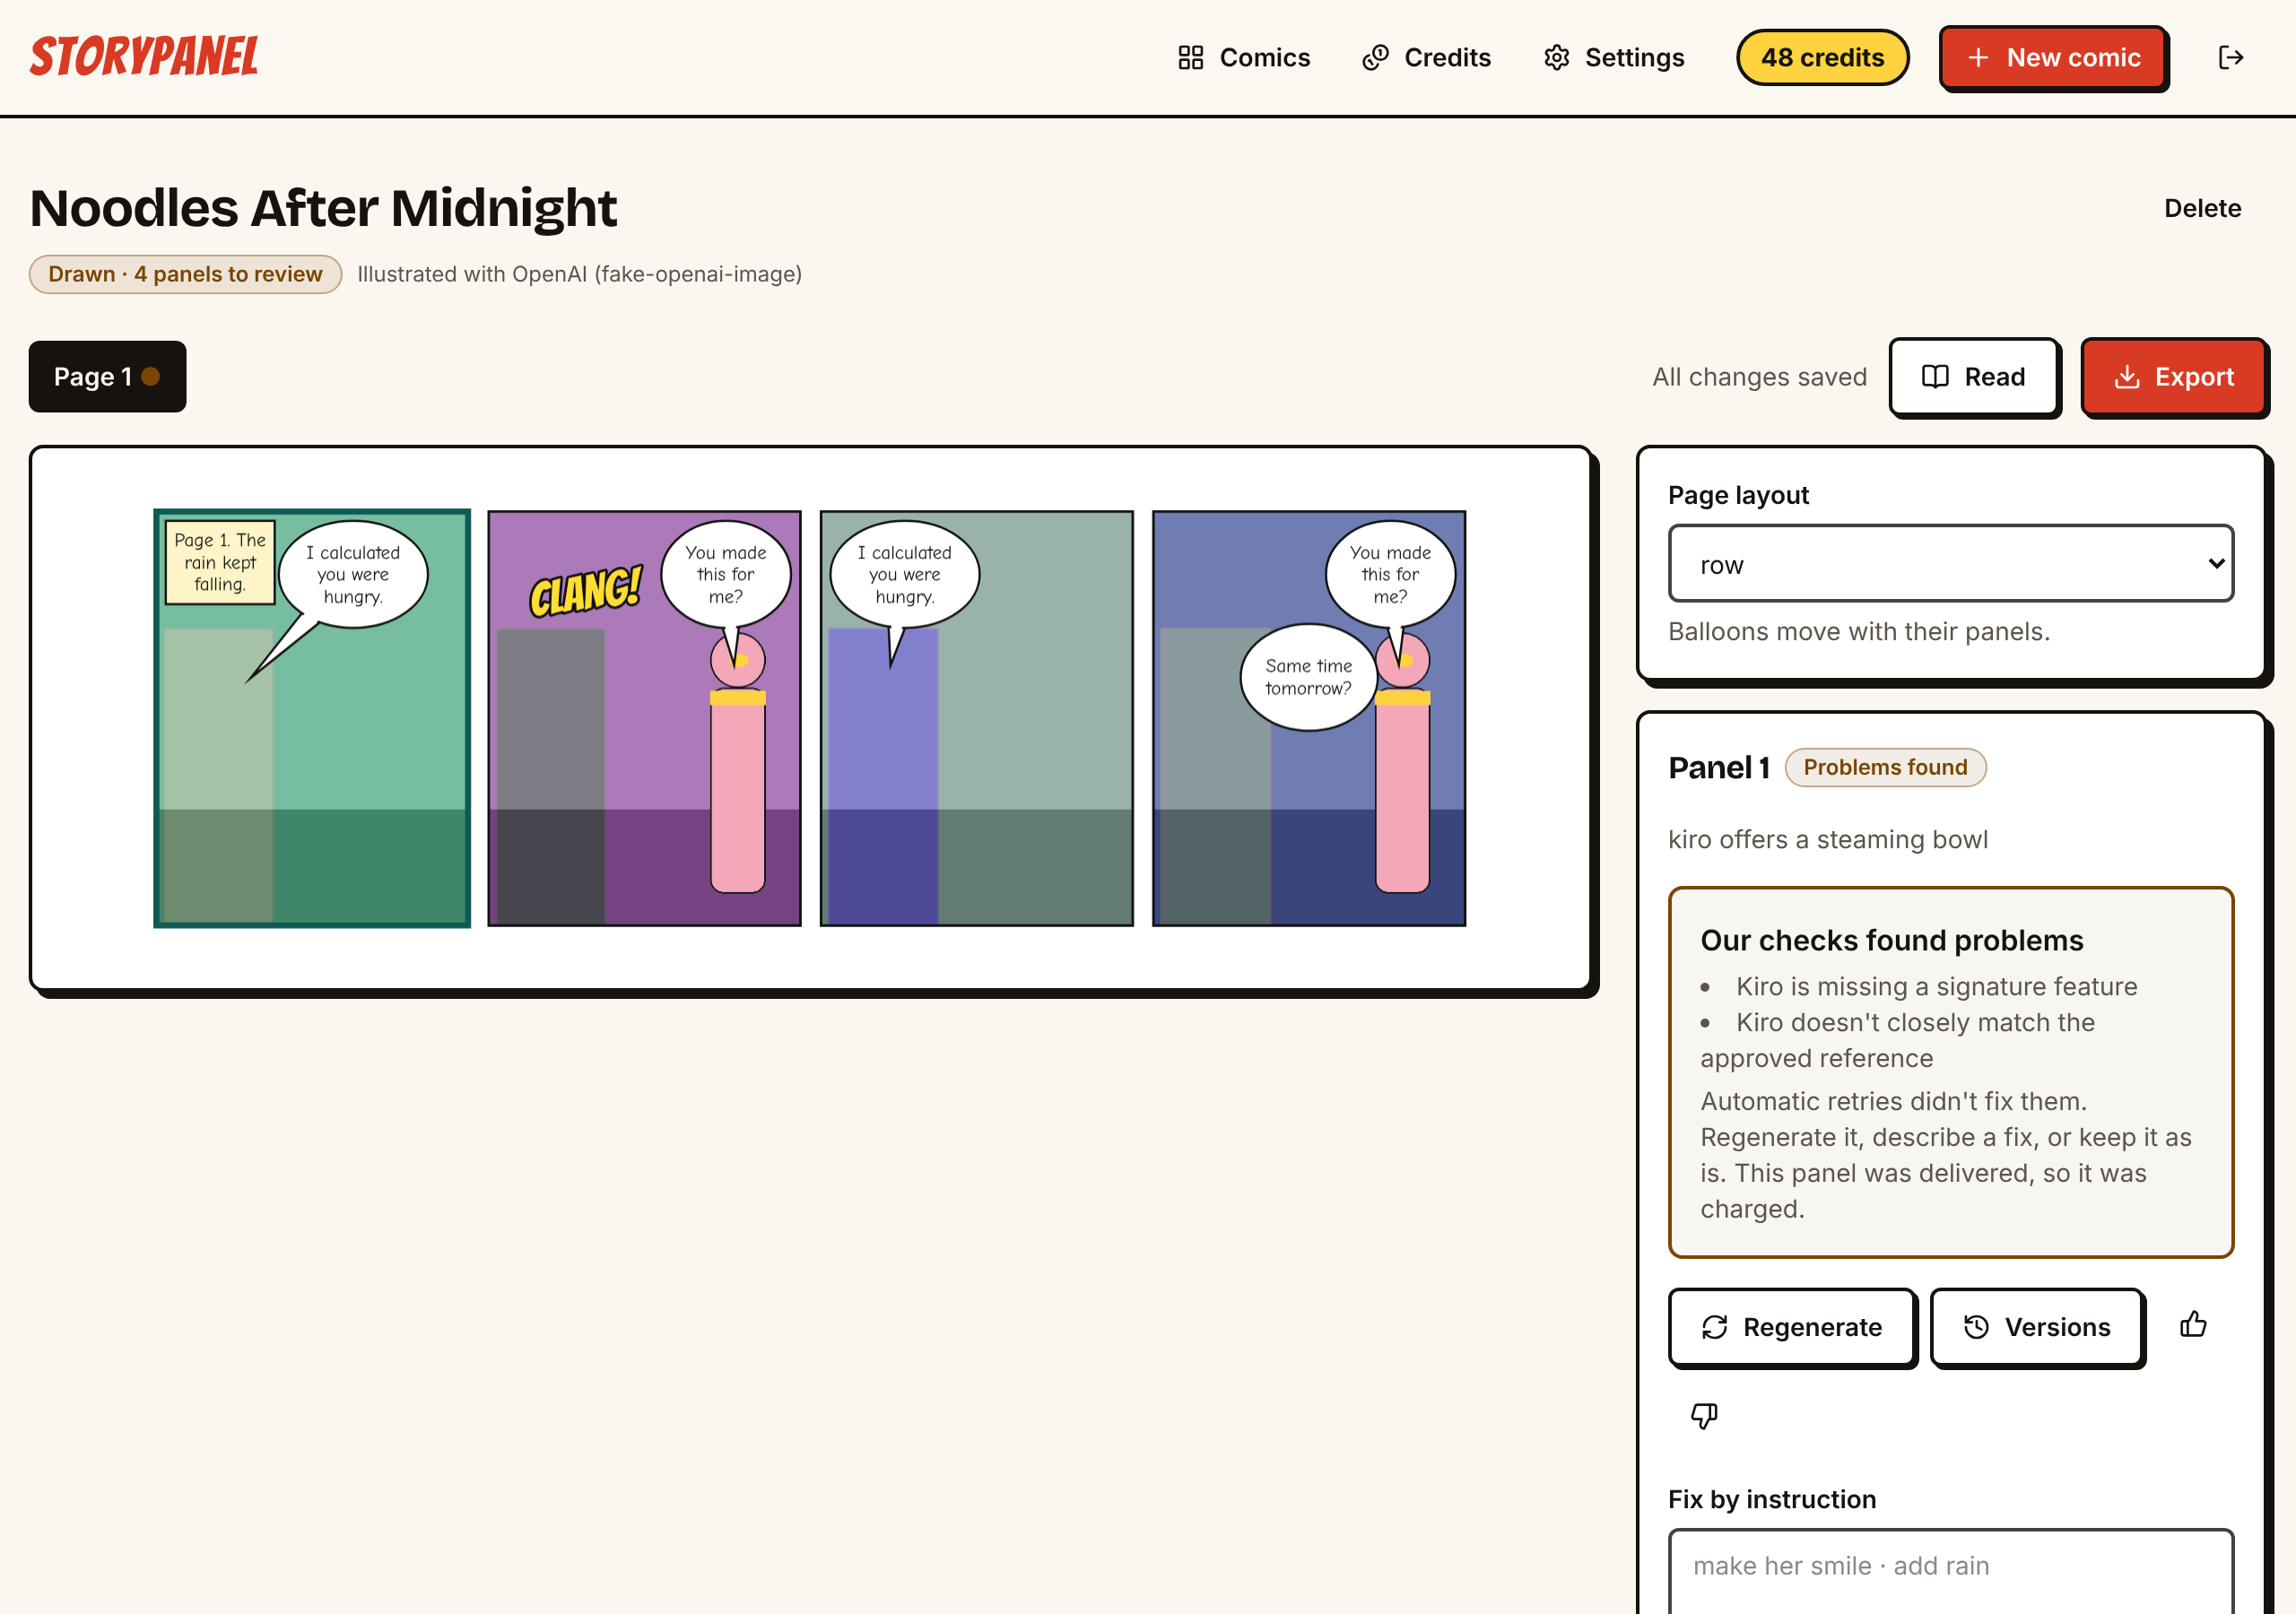 STORYPANEL
Comics
Credits
Settings
48 credits
New comic
Noodles After Midnight
Delete
Drawn · 4 panels to review
Illustrated with OpenAI (fake-openai-image)
Page 1
All changes saved
Read
Export
Page 1. The
rain kept
falling.
I calculated
you were
hungry.
CLANG!
You made
this for
me?
I calculated
you were
hungry.
You made
this for
me?
Same time
tomorrow?
Page layout
row
Balloons move with their panels.
Panel 1
Problems found
kiro offers a steaming bowl
Our checks found problems
• Kiro is missing a signature feature
• Kiro doesn't closely match the
approved reference
Automatic retries didn't fix them.
Regenerate it, describe a fix, or keep it as
is. This panel was delivered, so it was
charged.
Regenerate
Versions
Fix by instruction
make her smile · add rain